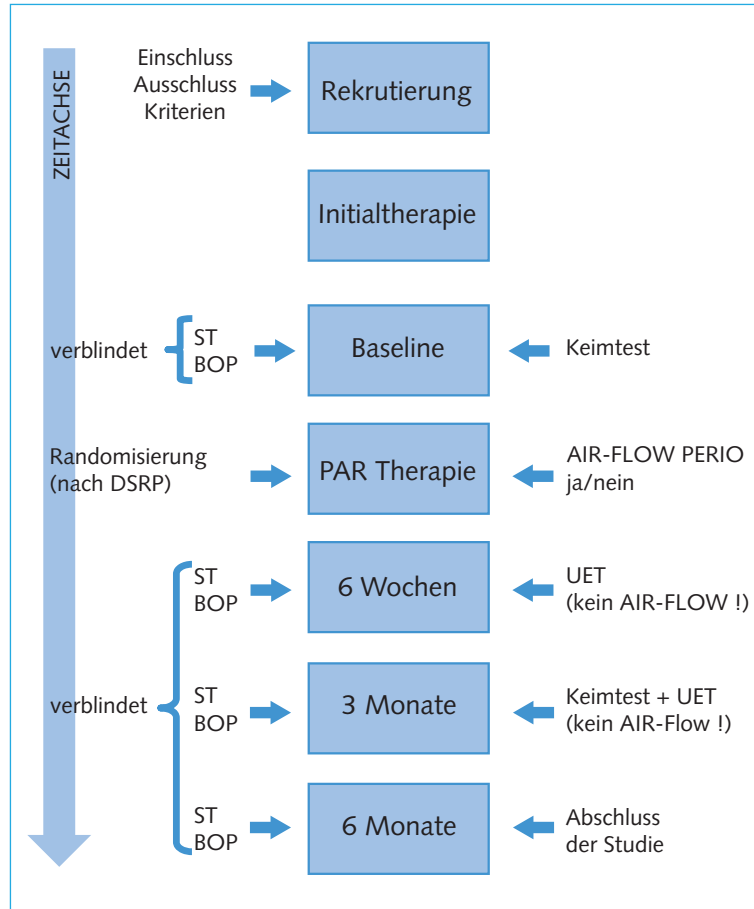 ZEITACHSE
Einschluss
Ausschluss
Kriterien
Rekrutierung
Initialtherapie
verblindet
ST
BOP
Baseline
Keimtest
Randomisierung
(nach DSRP)
PAR Therapie
AIR-FLOW PERIO
ja/nein
verblindet
ST
BOP
6 Wochen
UET
(kein AIR-FLOW !)
ST
BOP
3 Monate
Keimtest + UET
(kein AIR-Flow !)
ST
BOP
6 Monate
Abschluss
der Studie